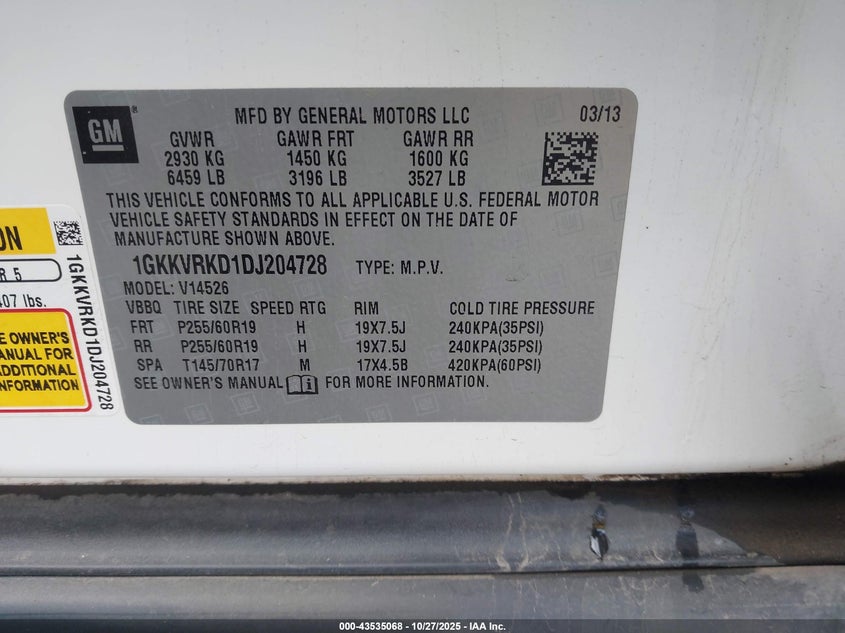 GM®
MFD BY GENERAL MOTORS LLC 03/13
GVWR GAWR FRT GAWR RR
2930 KG 1450 KG 1600 KG
6459 LB 3196 LB 3527 LB
THIS VEHICLE CONFORMS TO ALL APPLICABLE U.S. FEDERAL MOTOR
VEHICLE SAFETY STANDARDS IN EFFECT ON THE DATE OF
MANUFACTURE SHOWN ABOVE.
1GKKVRKD1DJ204728 TYPE: M.P.V.
MODEL: V14526
VBBQ TIRE SIZE SPEED RTG RIM COLD TIRE PRESSURE
FRT P255/60R19 H 19X7.5J 240KPA(35PSI)
RR P255/60R19 H 19X7.5J 240KPA(35PSI)
SPA T145/70R17 M 17X4.5B 420KPA(60PSI)
SEE OWNER'S MANUAL FOR MORE INFORMATION.
ON
R 5
407 lbs.
E OWNER'S
ANUAL FOR
ADDITIONAL
INFORMATION
1GKKVRKD1DJ204728
000-43535068 - 10/27/2025 - IAA Inc.